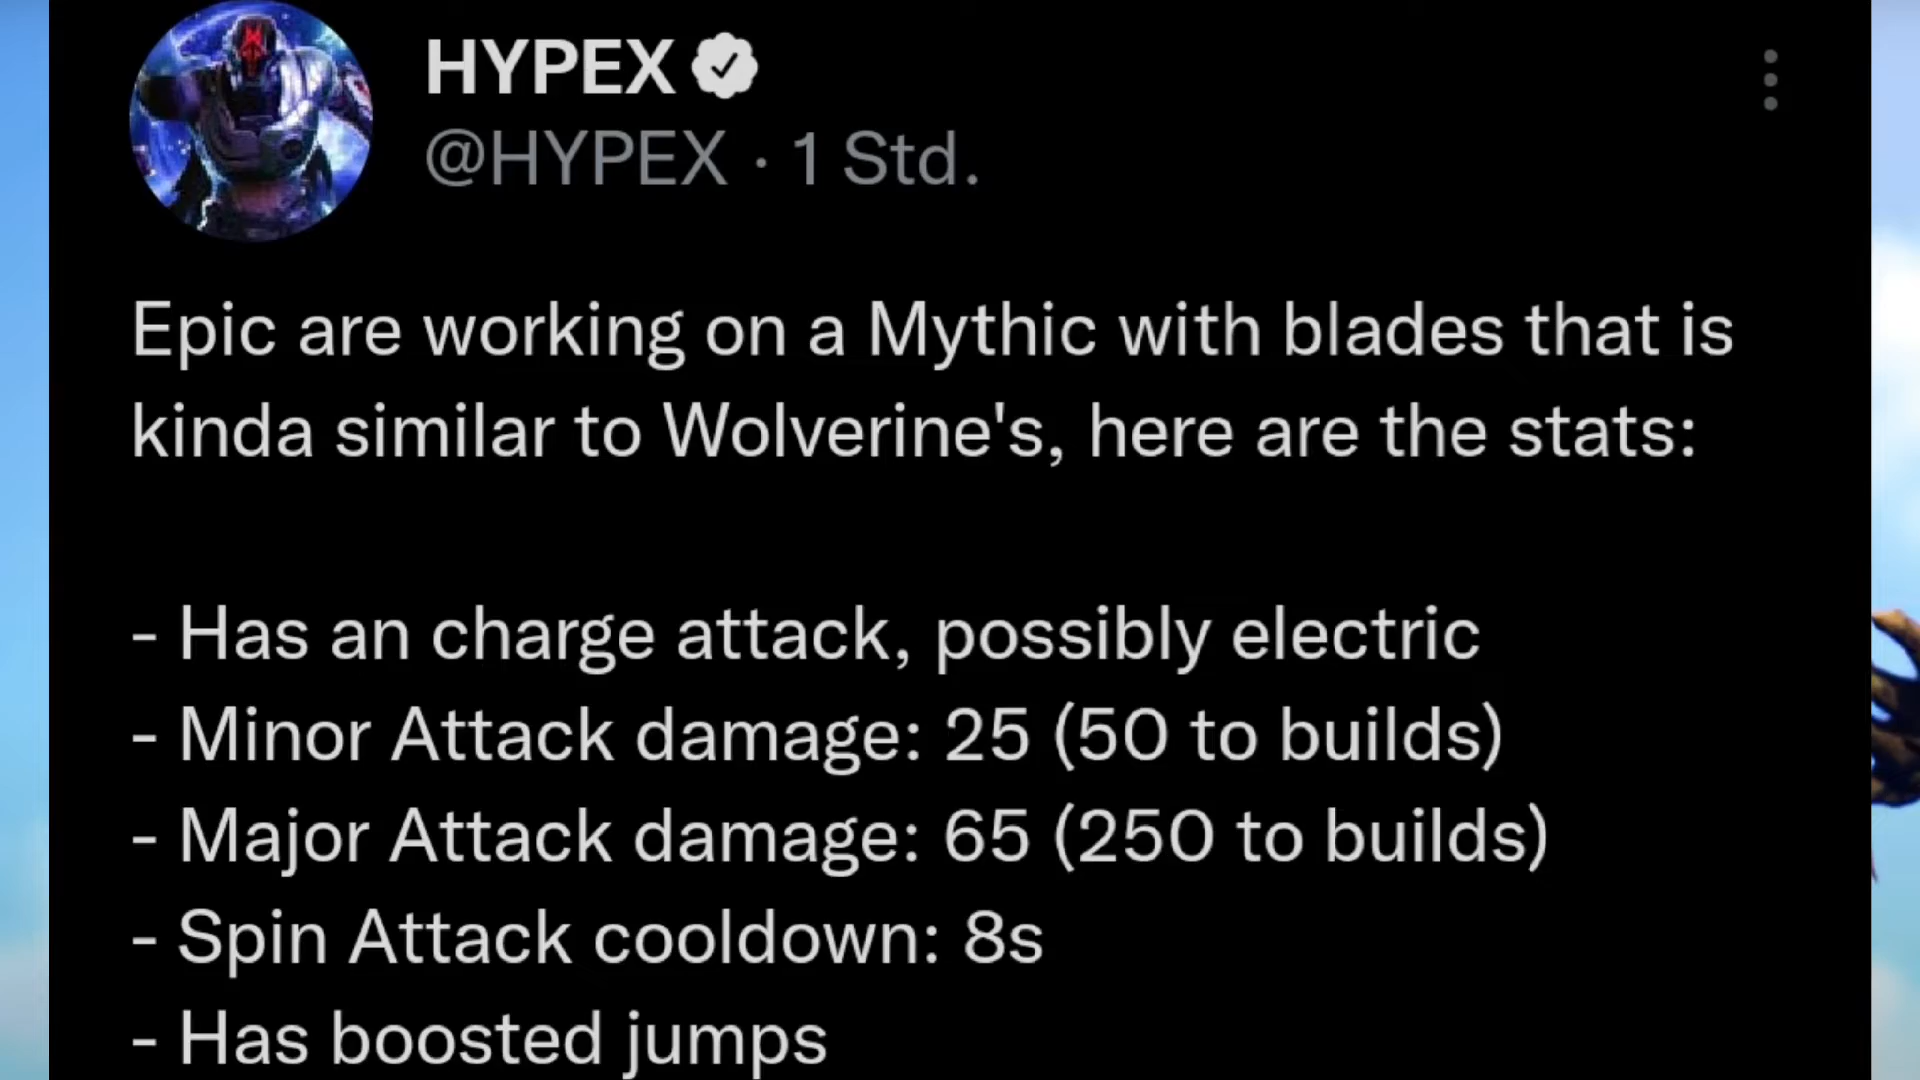 HYPEX
@HYPEX · 1 Std.
Epic are working on a Mythic with blades that is
kinda similar to Wolverine's, here are the stats:
- Has an charge attack, possibly electric
- Minor Attack damage: 25 (50 to builds)
- Major Attack damage: 65 (250 to builds)
- Spin Attack cooldown: 8s
- Has boosted jumps